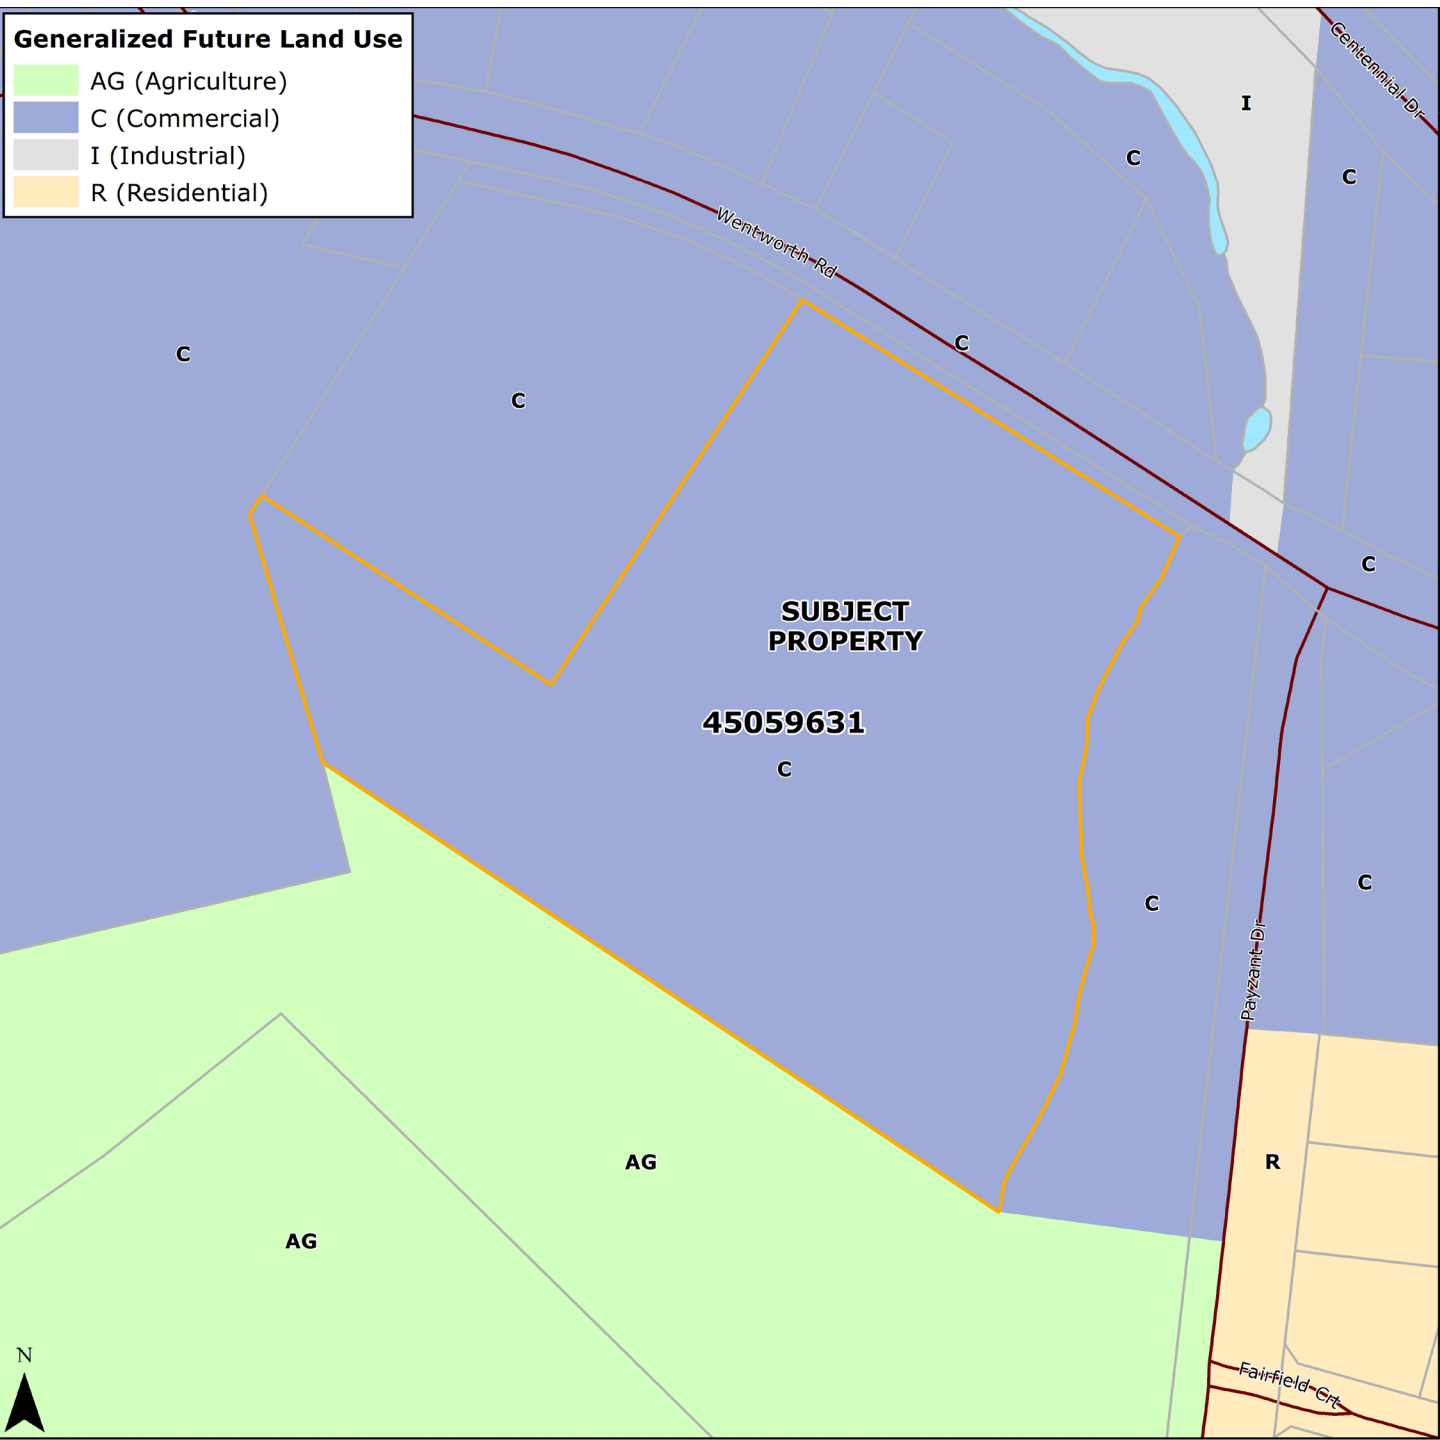 Generalized Future Land Use
AG (Agriculture)
C (Commercial)
I (Industrial)
R (Residential)
Centennial Dr
I
C
C
Wentworth Rd
C
C
C
C
SUBJECT
PROPERTY
45059631
C
C
C
Payzant Dr
AG
R
AG
N
Fairfield Crt